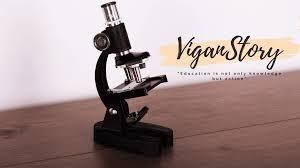 ViganStory
"Education is not only knowledge
but action"